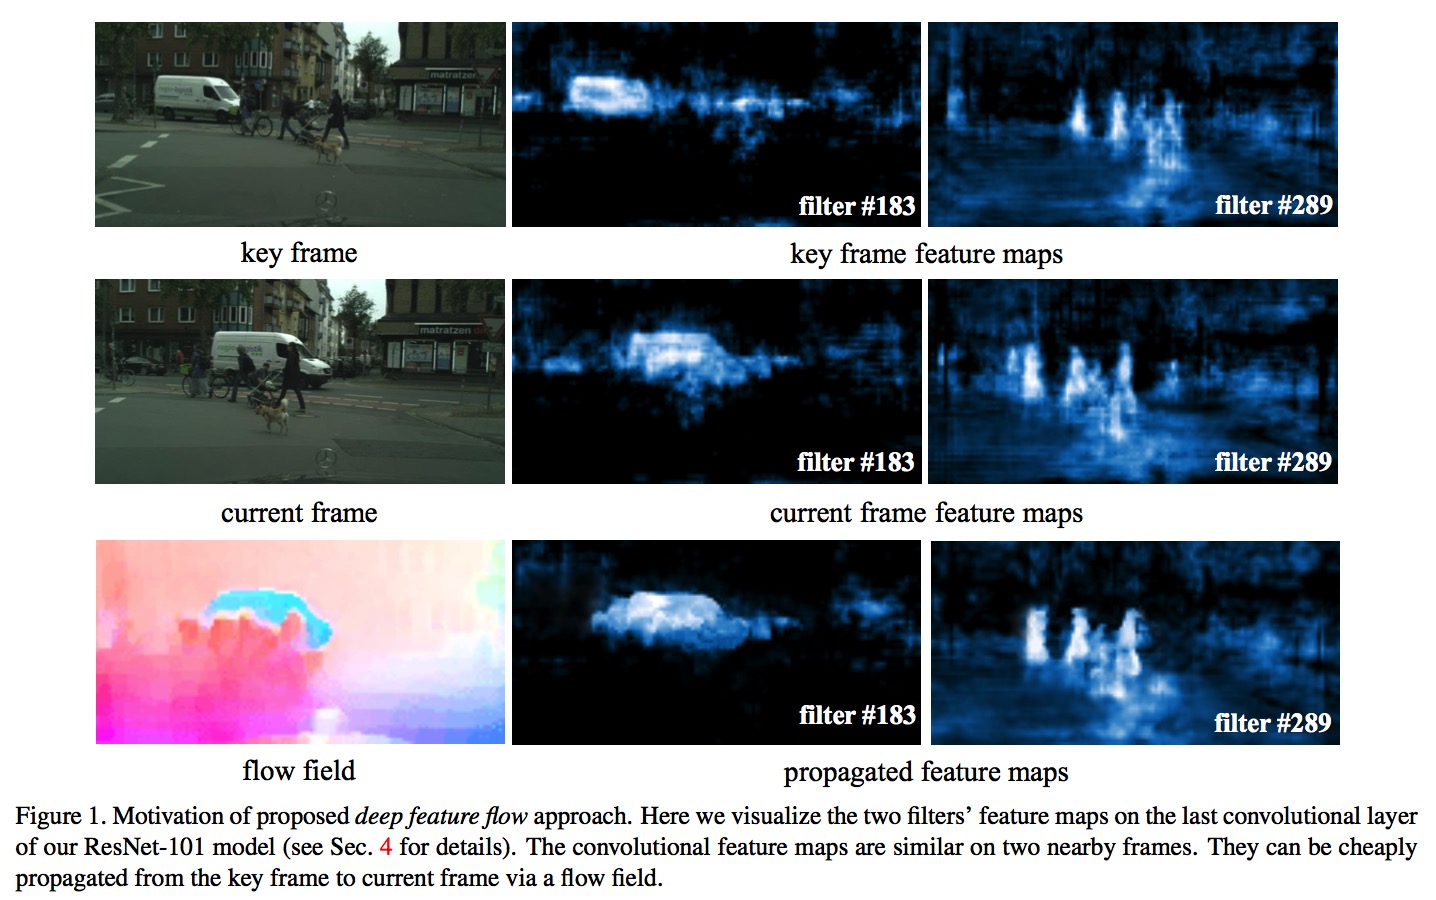 matratzen
filter #183
filter #289
key frame
key frame feature maps
matratzen
filter #183
filter #289
current frame
current frame feature maps
filter #183
filter #289
flow field
propagated feature maps
Figure 1. Motivation of proposed deep feature flow approach. Here we visualize the two filters’ feature maps on the last convolutional layer
of our ResNet-101 model (see Sec. 4 for details). The convolutional feature maps are similar on two nearby frames. They can be cheaply
propagated from the key frame to current frame via a flow field.